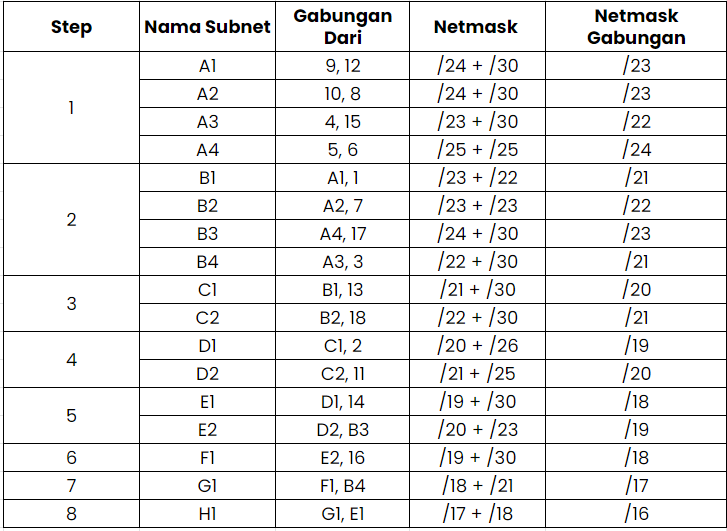 Step Nama Subnet Gabungan Dari Netmask Netmask Gabungan
1 A1 9, 12 /24 + /30 /23
A2 10, 8 /24 + /30 /23
A3 4, 15 /23 + /30 /22
A4 5, 6 /25 + /25 /24
2 B1 A1, 1 /23 + /22 /21
B2 A2, 7 /23 + /23 /22
B3 A4, 17 /24 + /30 /23
B4 A3, 3 /22 + /30 /21
3 C1 B1, 13 /21 + /30 /20
C2 B2, 18 /22 + /30 /21
4 D1 C1, 2 /20 + /26 /19
D2 C2, 11 /21 + /25 /20
5 E1 D1, 14 /19 + /30 /18
E2 D2, B3 /20 + /23 /19
6 F1 E2, 16 /19 + /30 /18
7 G1 F1, B4 /18 + /21 /17
8 H1 G1, E1 /17 + /18 /16